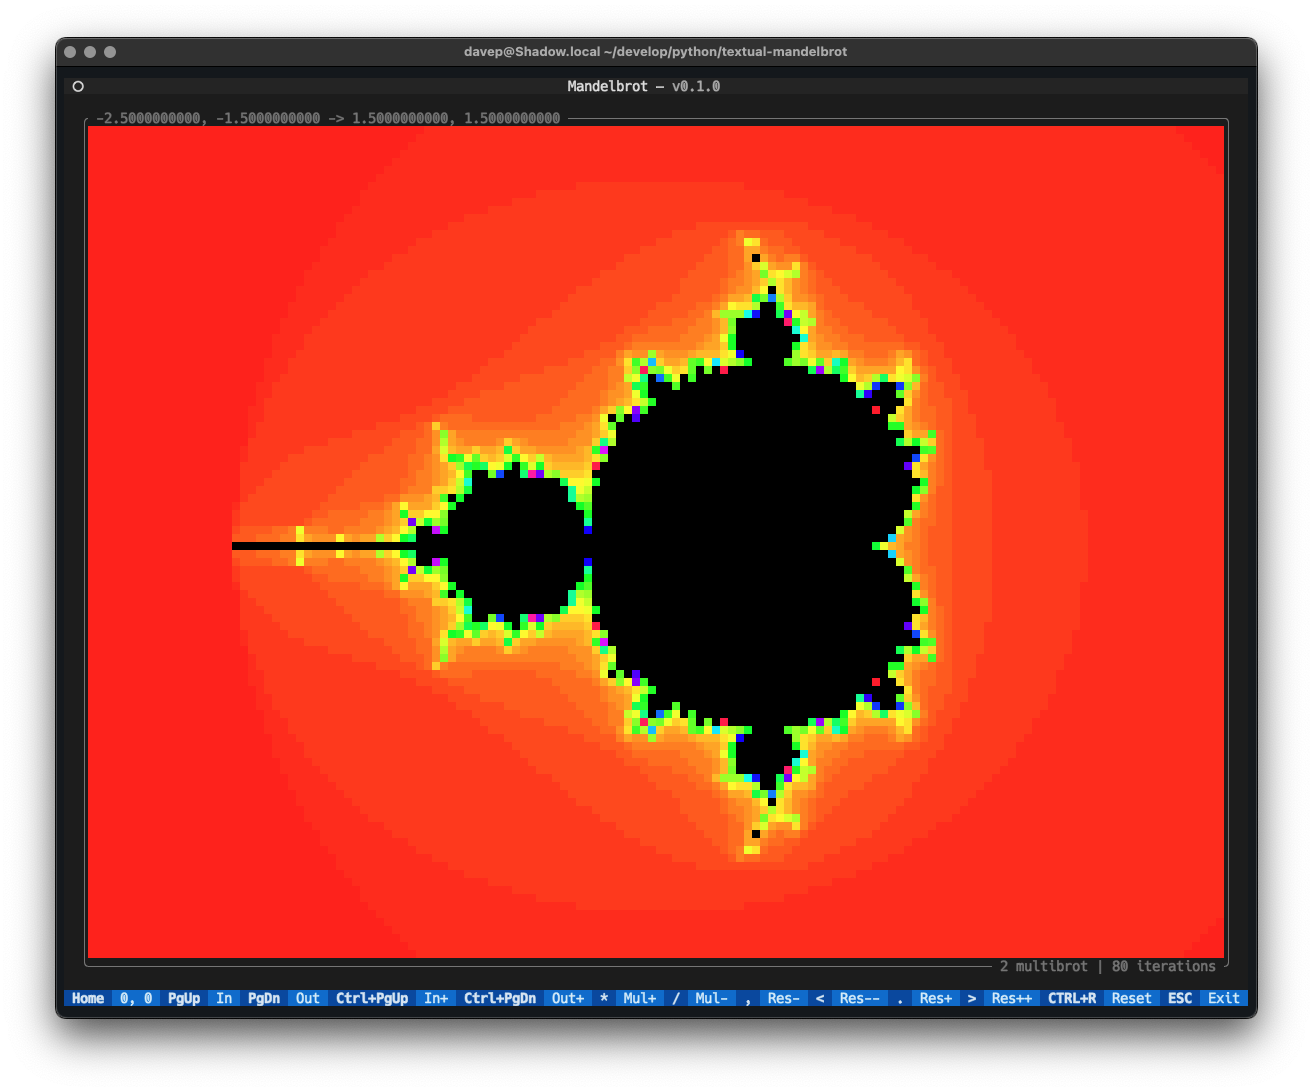 davep@Shadow.local ~/develop/python/textual-mandelbrot
Mandelbrot — v0.1.0
-2.5000000000, -1.5000000000 -> 1.5000000000, 1.5000000000
2 multibrot | 80 iterations
Home 0, 0 PgUp In PgDn Out Ctrl+PgUp In+ Ctrl+PgDn Out+ * Mul+ / Mul- , Res- < Res-- . Res+ > Res++ CTRL+R Reset ESC Exit